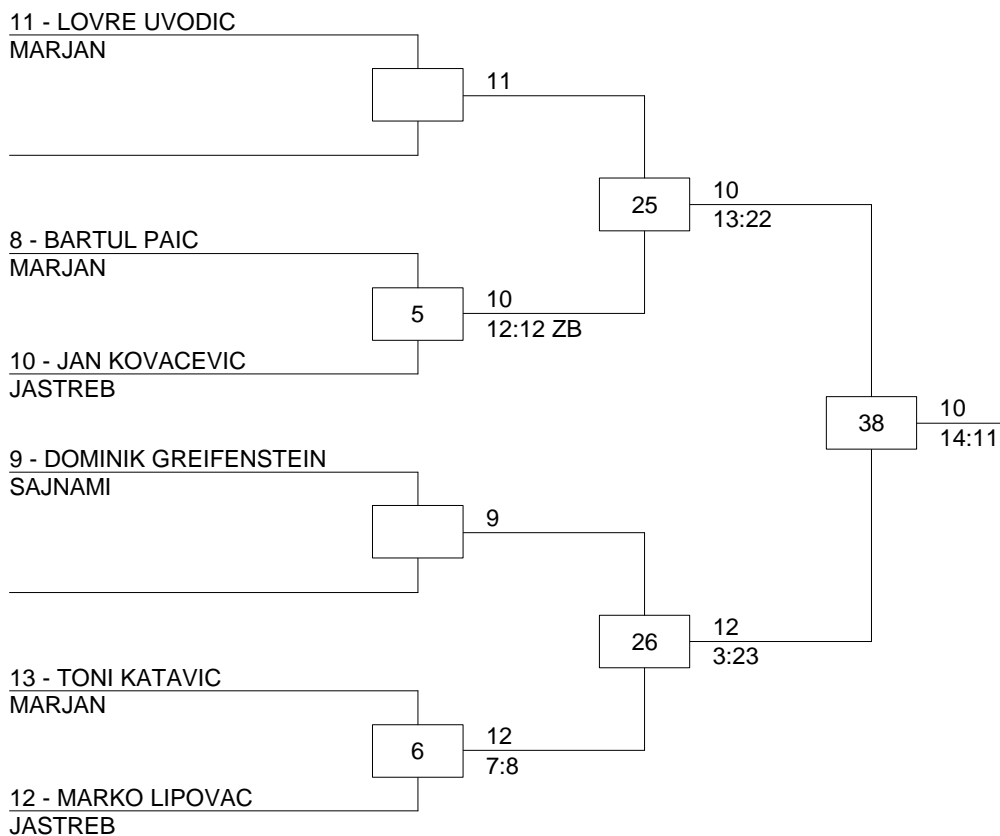 11 - LOVRE UVODIC
MARJAN
11
25
10
13:22
8 - BARTUL PAIC
MARJAN
5
10
12:12 ZB
10 - JAN KOVACEVIC
JASTREB
38
10
14:11
9 - DOMINIK GREIFENSTEIN
SAJNAMI
9
26
12
3:23
13 - TONI KATAVIC
MARJAN
6
12
7:8
12 - MARKO LIPOVAC
JASTREB